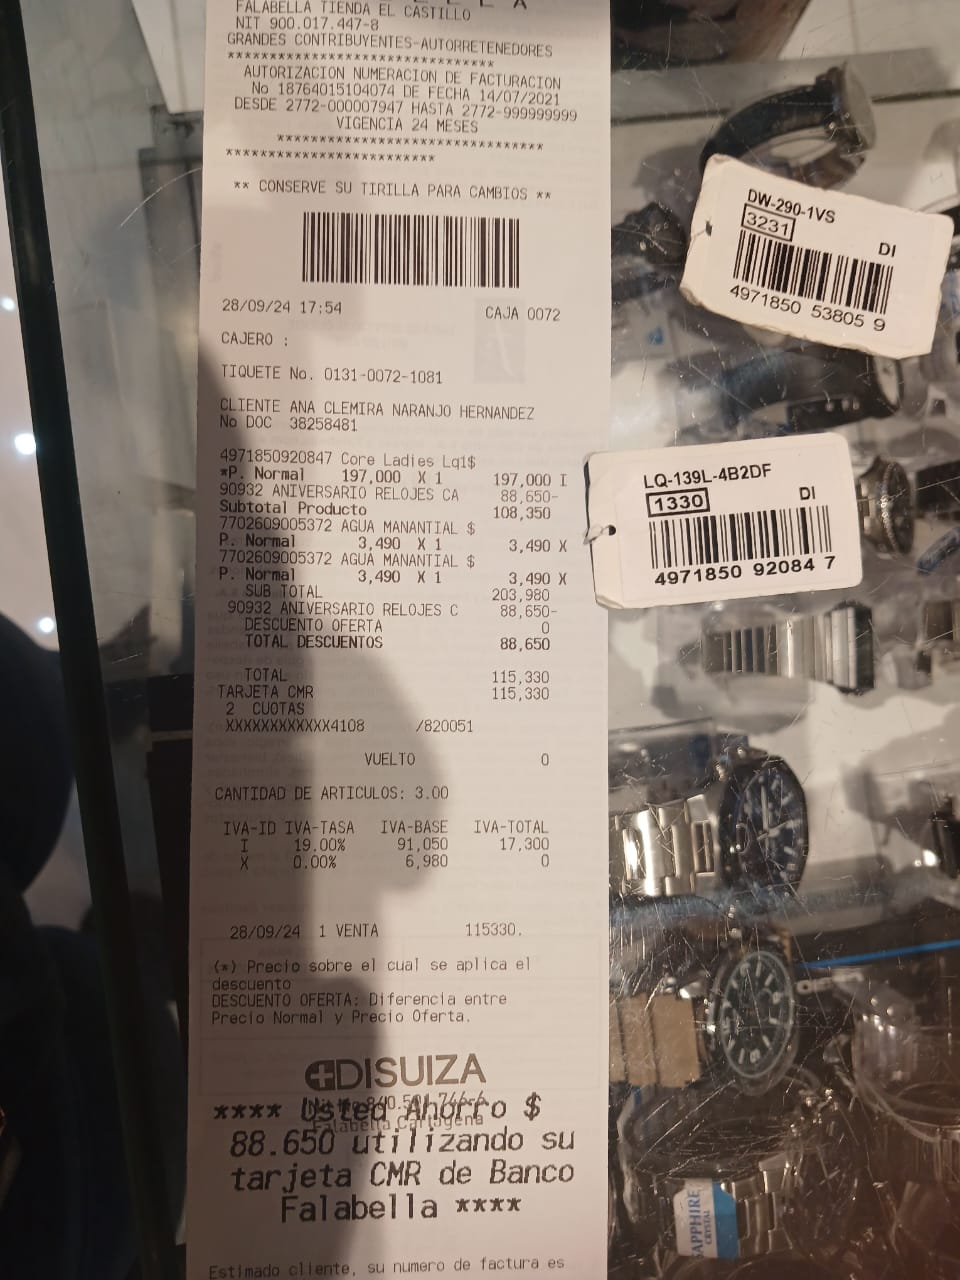 FALABELLA TIENDA EL CASTILLO
NIT 900.017.447-8
GRANDES CONTRIBUYENTES-AUTORRETENEDORES
*********************************
AUTORIZACION NUMERACION DE FACTURACION
No 18764015104074 DE FECHA 14/07/2021
DESDE 2772-000007947 HASTA 2772-999999999
VIGENCIA 24 MESES
*********************************
**************************
** CONSERVE SU TIRILLA PARA CAMBIOS **
28/09/24 17:54 CAJA 0072
CAJERO :
TIQUETE No. 0131-0072-1081
CLIENTE ANA CLEMIRA NARANJO HERNANDEZ
No DOC 38258481
4971850920847 Core Ladies Lq1$
*P. Normal 197,000 X 1 197,000 I
90932 ANIVERSARIO RELOJES CA 88,650-
Subtotal Producto 108,350
7702609005372 AGUA MANANTIAL $
P. Normal 3,490 X 1 3,490 X
7702609005372 AGUA MANANTIAL $
P. Normal 3,490 X 1 3,490 X
SUB TOTAL 203,980
90932 ANIVERSARIO RELOJES C 88,650-
DESCUENTO OFERTA 0
TOTAL DESCUENTOS 88,650
TOTAL 115,330
TARJETA CMR 115,330
2 CUOTAS
XXXXXXXXXXXX4108 /820051
VUELTO 0
CANTIDAD DE ARTICULOS: 3.00
IVA-ID IVA-TASA IVA-BASE IVA-TOTAL
I 19.00% 91,050 17,300
X 0.00% 6,980 0
28/09/24 1 VENTA 115330.
(*) Precio sobre el cual se aplica el
descuento
DESCUENTO OFERTA: Diferencia entre
Precio Normal y Precio Oferta.
DISUIZA
Falabella Cartagena
**** Usted Ahorro $
88.650 utilizando su
tarjeta CMR de Banco
Falabella ****
Estimado cliente, su numero de factura es
DW-290-1VS
3231 DI
4971850 53805 9
LQ-139L-4B2DF
1330 DI
4971850 92084 7
SAPPHIRE
CRYSTAL